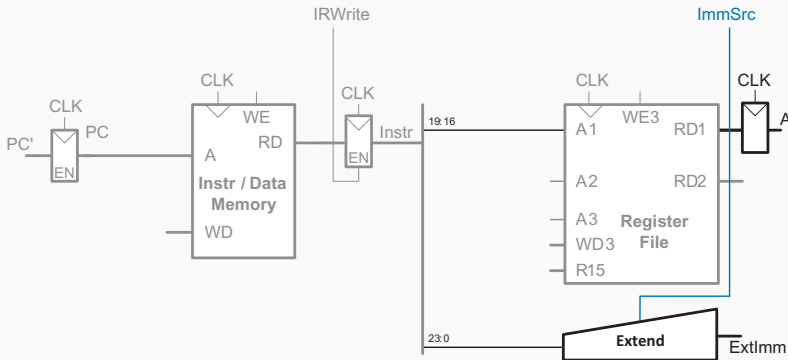 IRWrite
ImmSrc
CLK
CLK
CLK
CLK
CLK
PC'
PC
EN
WE
A
RD
Instr / Data
Memory
WD
EN
Instr
19:16
23:0
A1
WE3
RD1
A2
RD2
A3
Register
File
WD3
R15
A
Extend
ExtImm